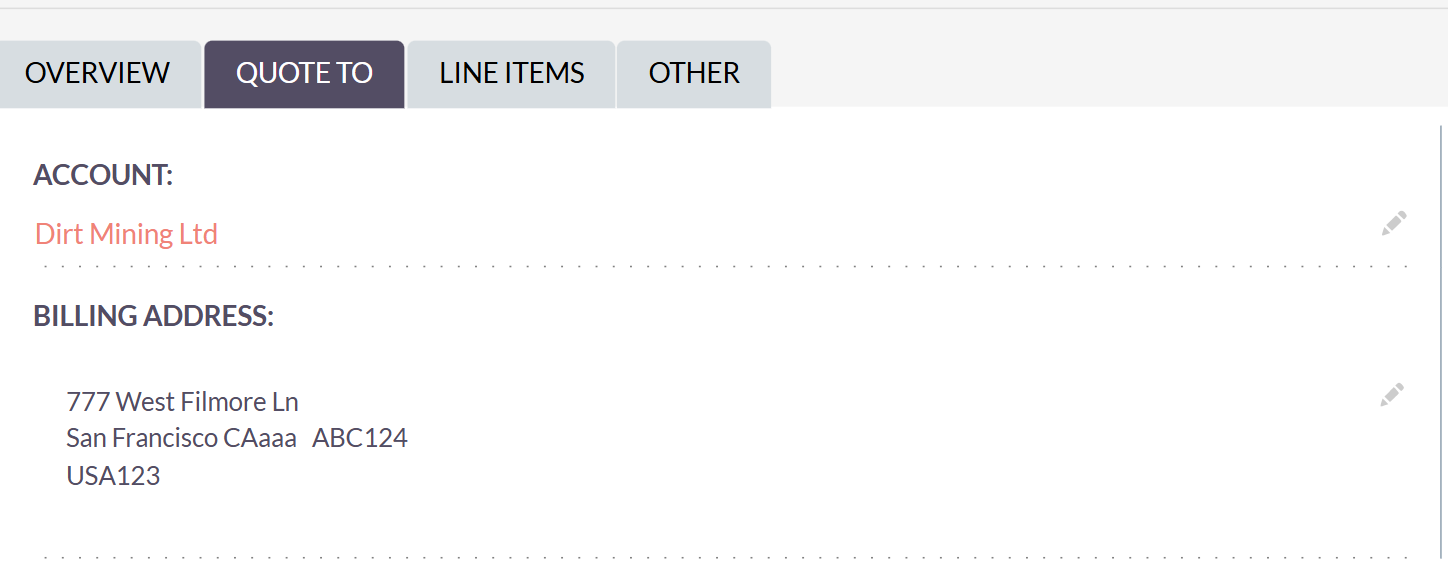 OVERVIEW QUOTE TO LINE ITEMS OTHER
ACCOUNT:
Dirt Mining Ltd
BILLING ADDRESS:
777 West Filmore Ln
San Francisco CAaaa ABC124
USA123